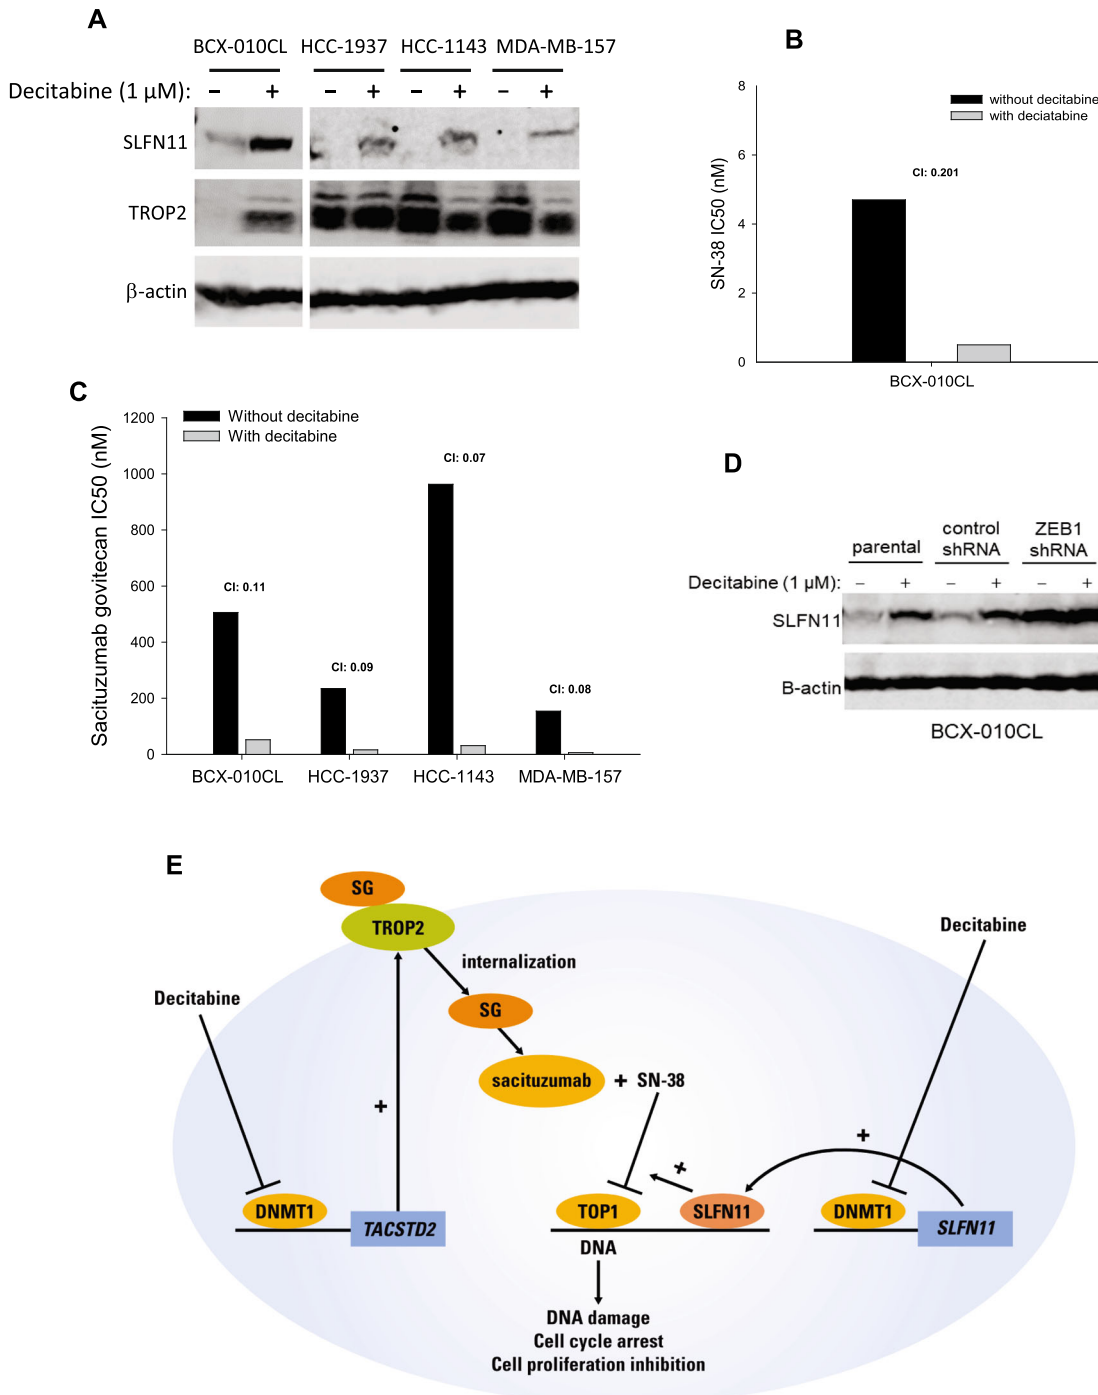 A
BCX-010CL HCC-1937 HCC-1143 MDA-MB-157
Decitabine (1 µM): – + – + – + – +
SLFN11
TROP2
β-actin
B
8
6
4
2
0
SN-38 IC50 (nM)
without decitabine
with deciatabine
CI: 0.201
BCX-010CL
C
1200
1000
800
600
400
200
0
Sacituzumab govitecan IC50 (nM)
Without decitabine
With decitabine
CI: 0.11
CI: 0.09
CI: 0.07
CI: 0.08
BCX-010CL HCC-1937 HCC-1143 MDA-MB-157
D
parental control shRNA ZEB1 shRNA
Decitabine (1 µM): – + – + – +
SLFN11
B-actin
BCX-010CL
E
SG
TROP2
internalization
SG
sacituzumab + SN-38
Decitabine
Decitabine
+
+
+
DNMT1
TACSTD2
TOP1
SLFN11
DNMT1
SLFN11
DNA
DNA damage
Cell cycle arrest
Cell proliferation inhibition